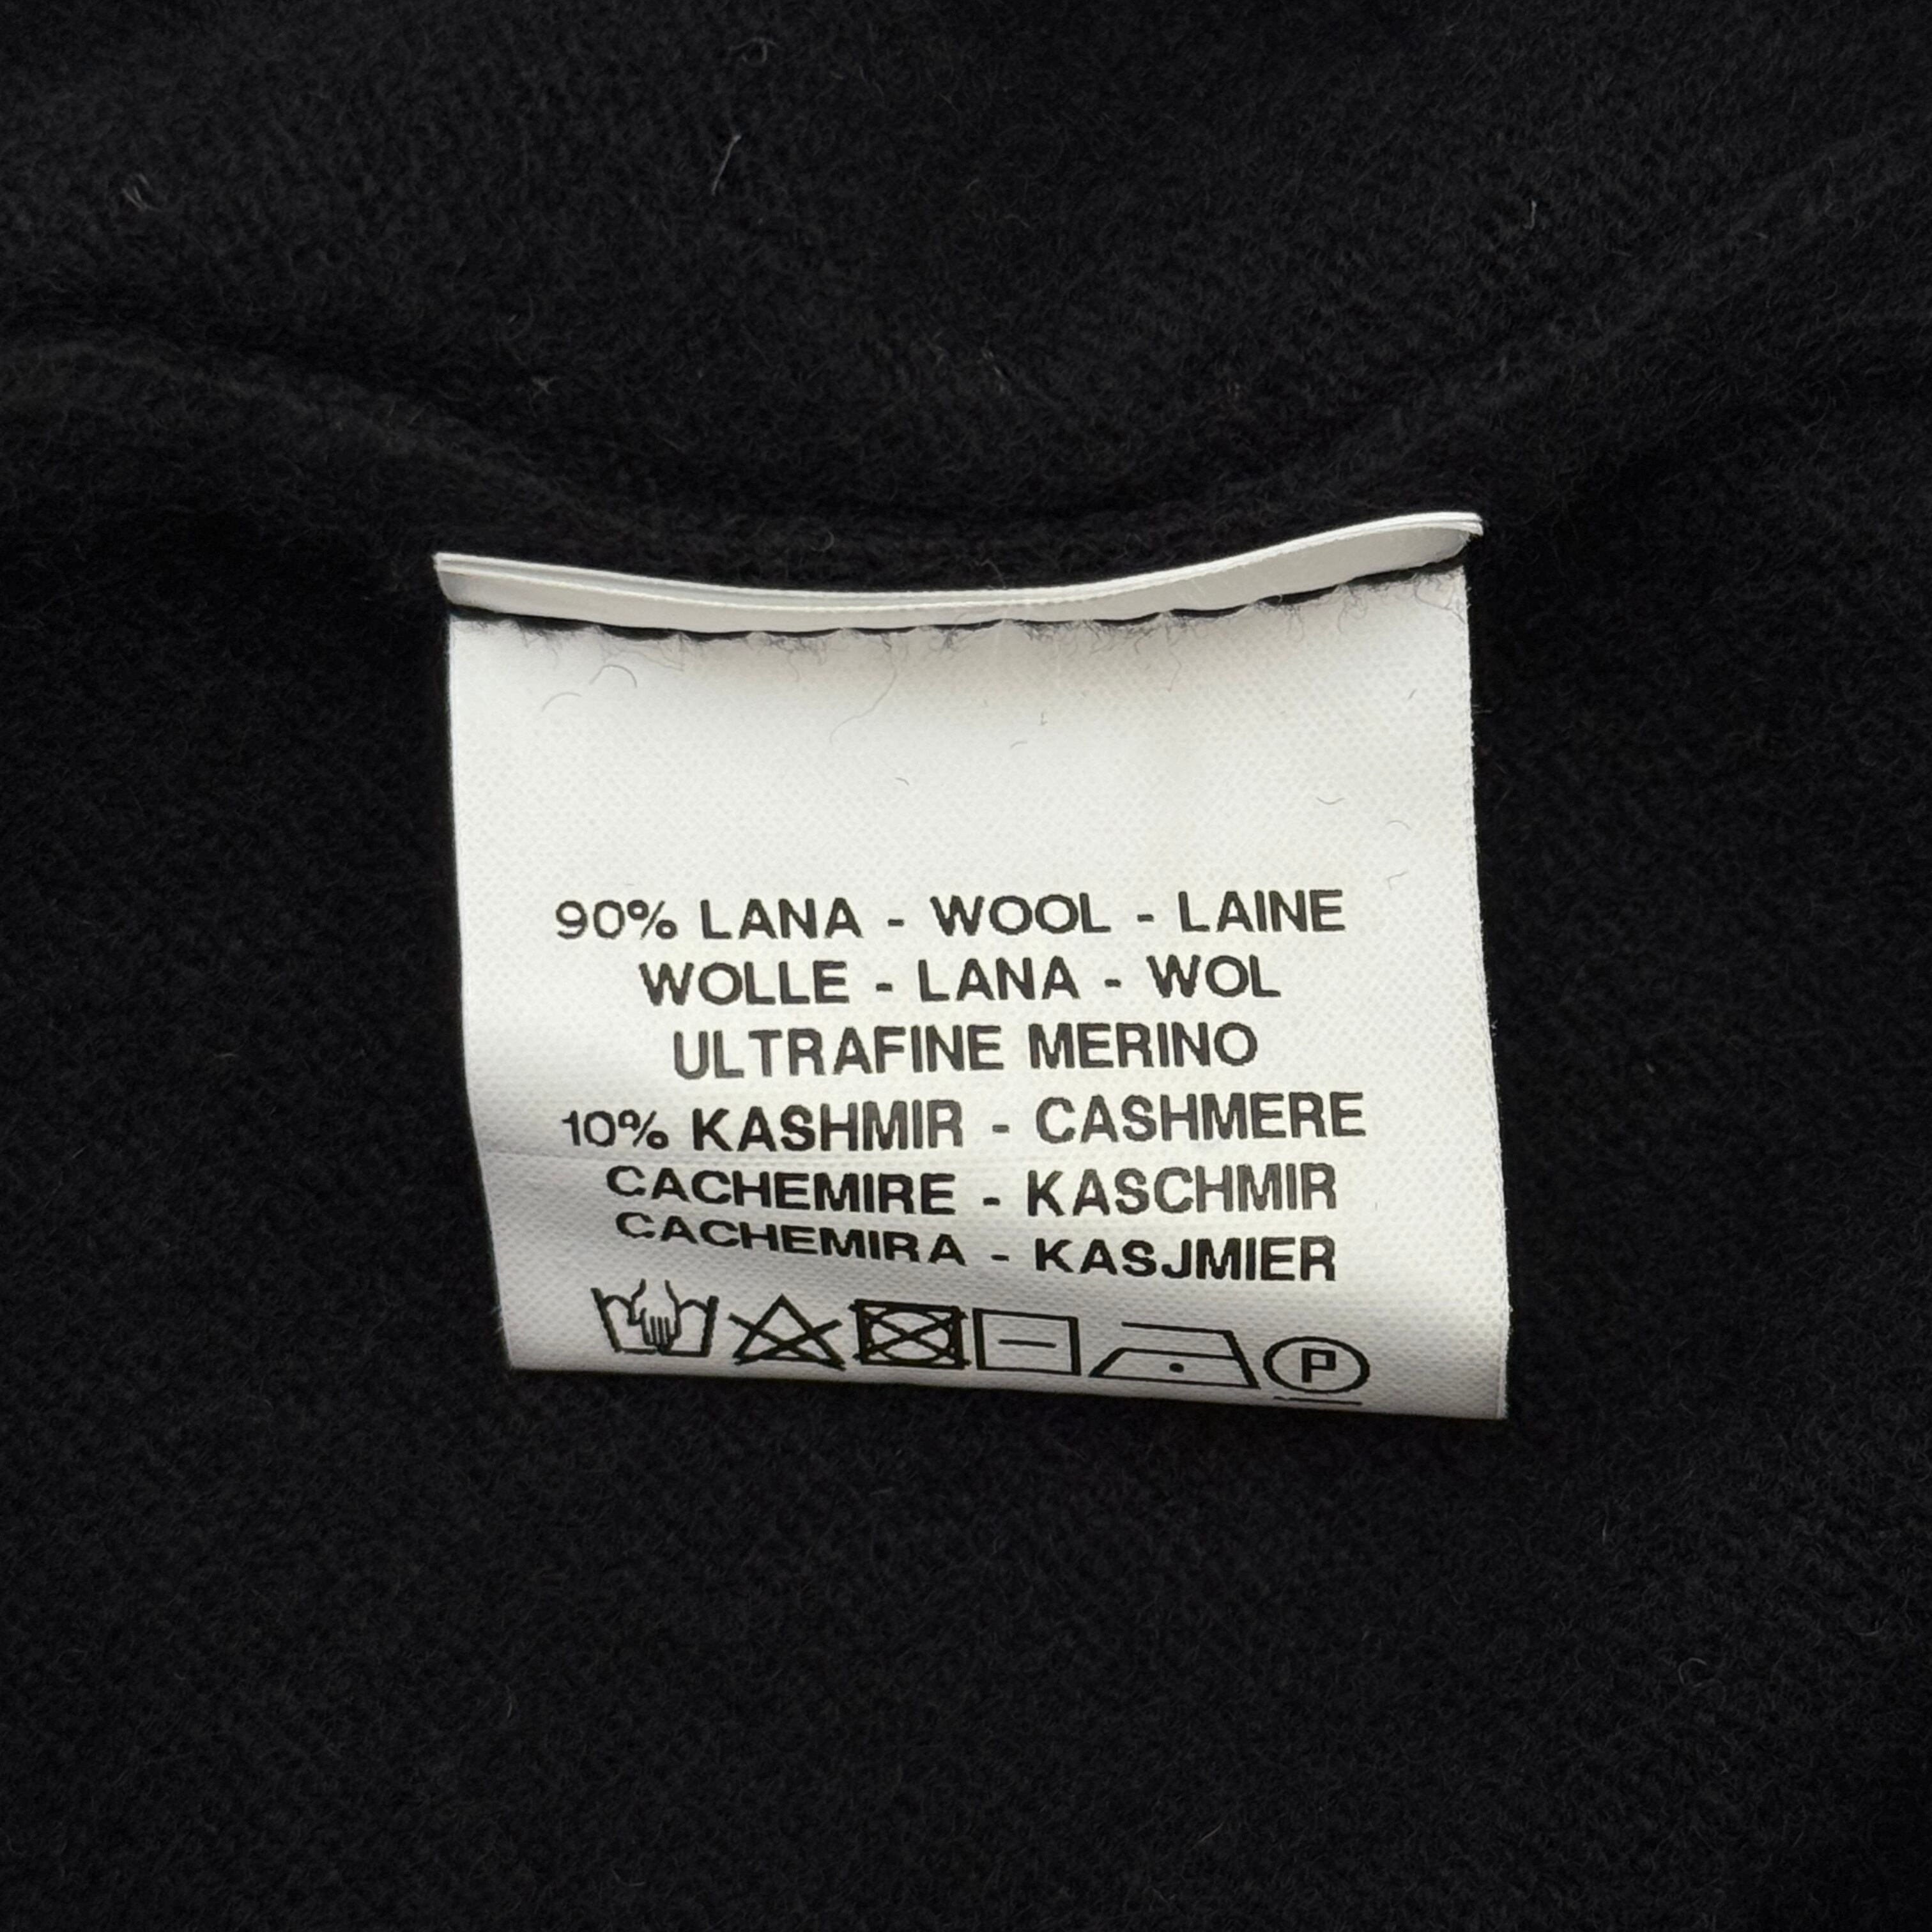 90% LANA - WOOL - LAINE
WOLLE - LANA - WOL
ULTRAFINE MERINO
10% KASHMIR - CASHMERE
CACHEMIRE - KASCHMIR
CACHEMIRA - KASJMIER
P